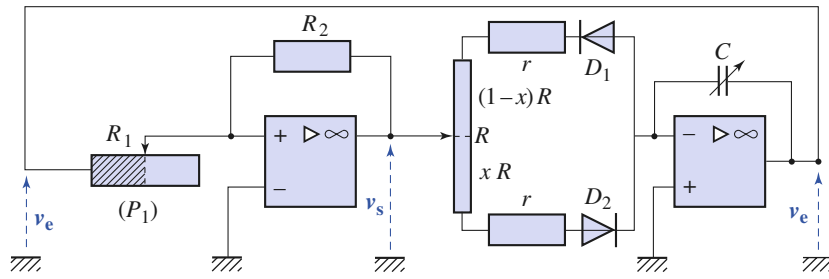 R₂
r
D₁
C
(1–x) R
R₁
+ ▷ ∞
R
– ▷ ∞
–
x R
+
(P₁)
vₑ
vₛ
r
D₂
vₑ